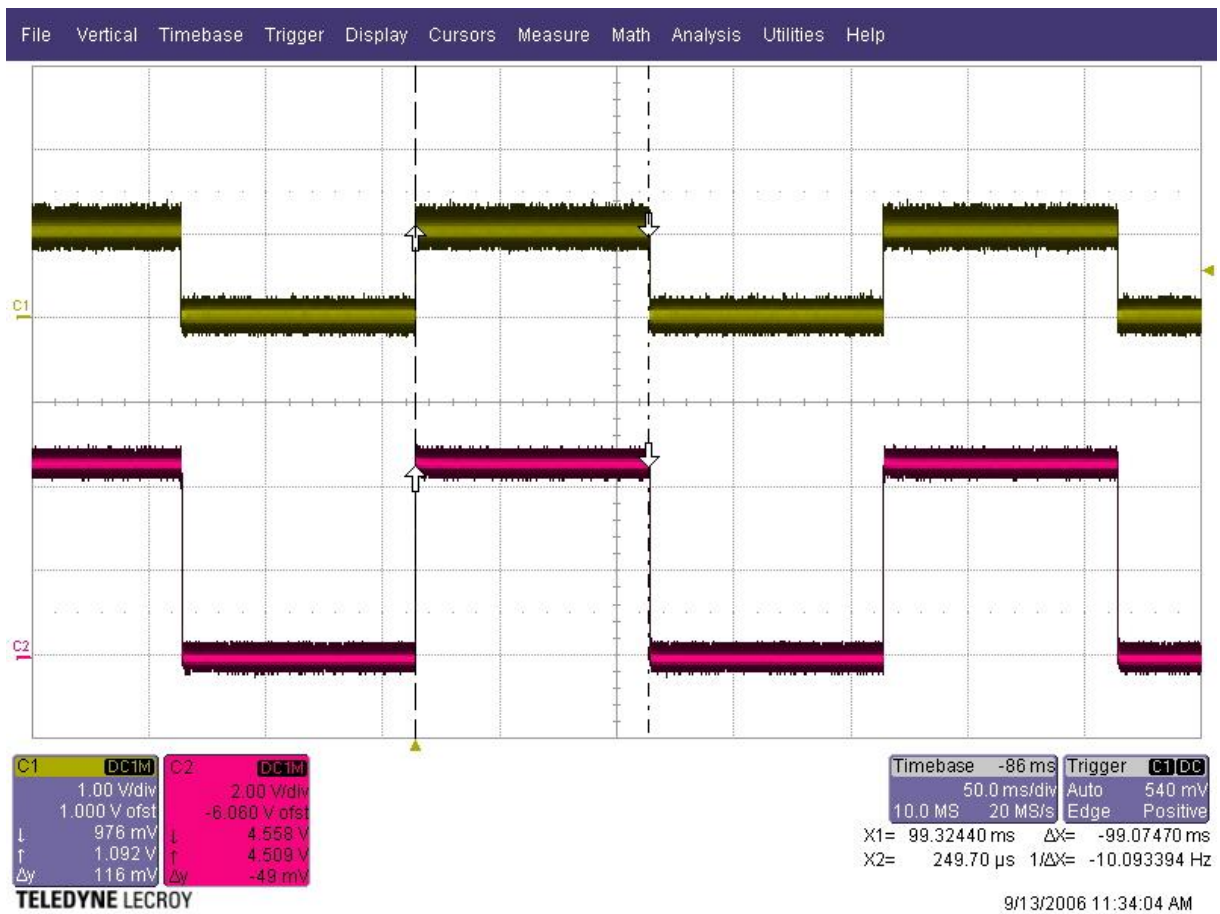 File Vertical Timebase Trigger Display Cursors Measure Math Analysis Utilities Help
C1
C2
C1 DC1M
1.00 V/div
1.000 V ofst
↓ 976 mV
↑ 1.092 V
Δy 116 mV
C2 DC1M
2.00 V/div
-6.060 V ofst
↓ 4.558 V
↑ 4.509 V
Δy -49 mV
Timebase -86 ms
50.0 ms/div
10.0 MS 20 MS/s
Trigger C1 DC
Auto 540 mV
Edge Positive
X1= 99.32440 ms ΔX= -99.07470 ms
X2= 249.70 µs 1/ΔX= -10.093394 Hz
TELEDYNE LECROY
9/13/2006 11:34:04 AM